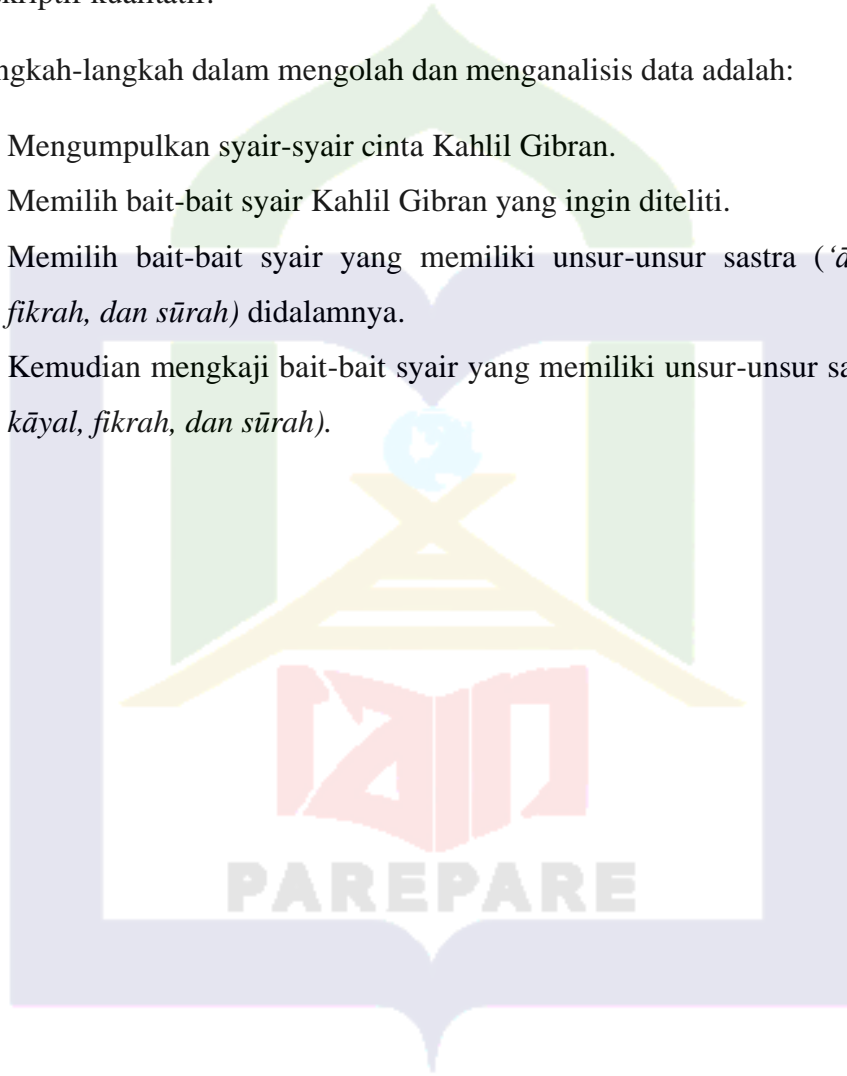 skriptif kualitatif.
ngkah-langkah dalam mengolah dan menganalisis data adalah:
Mengumpulkan syair-syair cinta Kahlil Gibran.
Memilih bait-bait syair Kahlil Gibran yang ingin diteliti.
Memilih bait-bait syair yang memiliki unsur-unsur sastra (‘ā
fikrah, dan sūrah) didalamnya.
Kemudian mengkaji bait-bait syair yang memiliki unsur-unsur sa
kāyal, fikrah, dan sūrah).
iain
PAREPARE